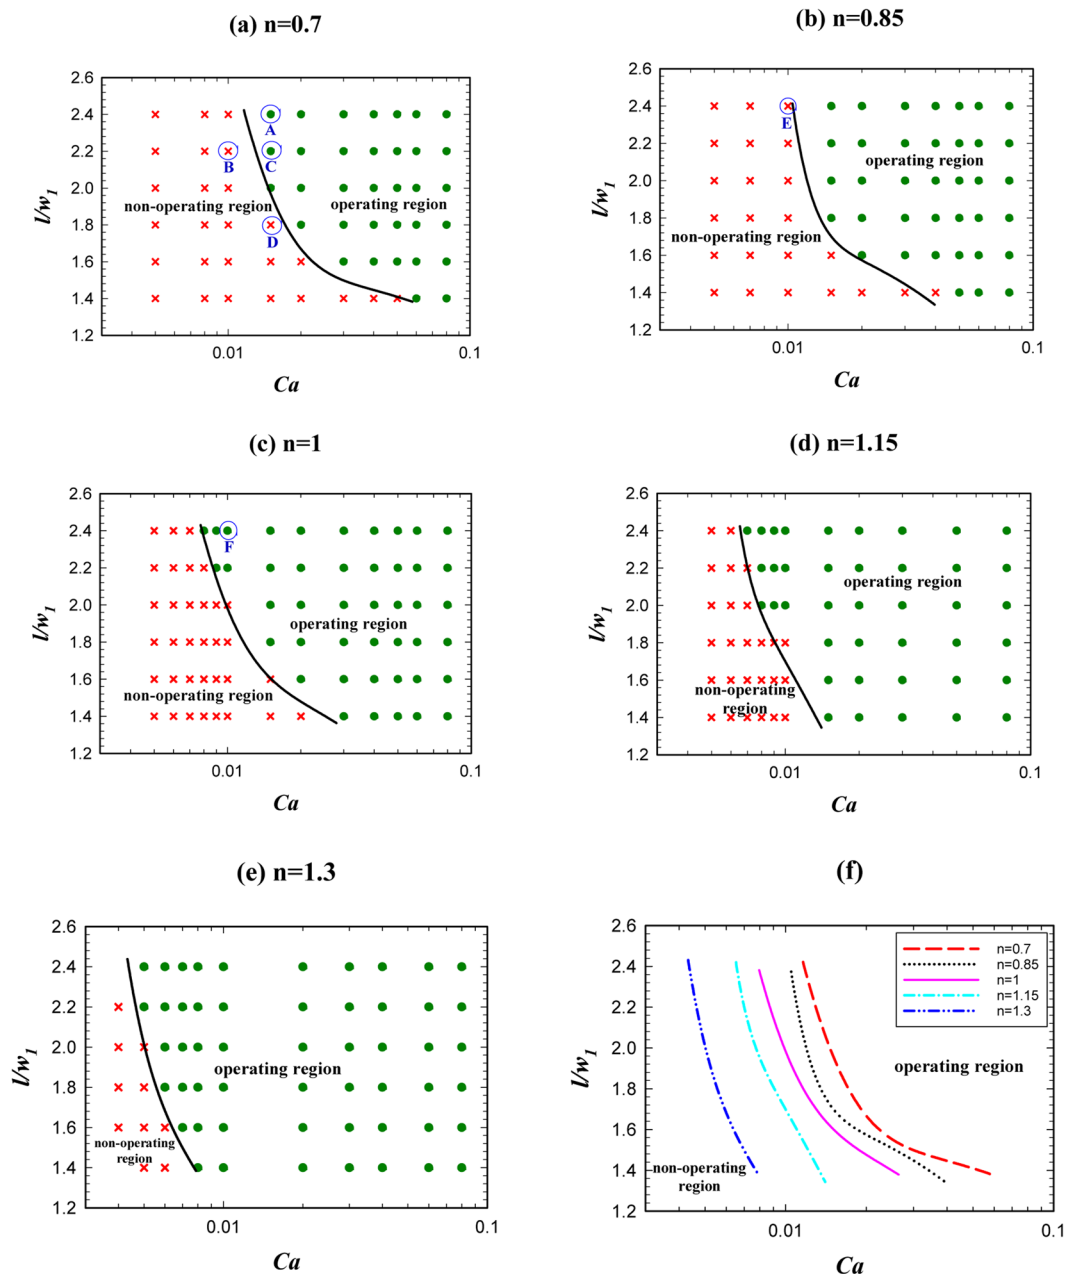 (a) n=0.7
2.6
2.4
2.2
2.0
1.8
1.6
1.4
1.2
l/w1
A
B
C
D
non-operating region
operating region
0.01
0.1
Ca
(b) n=0.85
2.6
2.4
2.2
2.0
1.8
1.6
1.4
1.2
l/w1
E
operating region
non-operating region
0.01
0.1
Ca
(c) n=1
2.6
2.4
2.2
2.0
1.8
1.6
1.4
1.2
l/w1
F
operating region
non-operating region
0.01
0.1
Ca
(d) n=1.15
2.6
2.4
2.2
2.0
1.8
1.6
1.4
1.2
l/w1
operating region
non-operating
region
0.01
0.1
Ca
(e) n=1.3
2.6
2.4
2.2
2.0
1.8
1.6
1.4
1.2
l/w1
operating region
non-operating
region
0.01
0.1
Ca
(f)
2.6
2.4
2.2
2.0
1.8
1.6
1.4
1.2
l/w1
n=0.7
n=0.85
n=1
n=1.15
n=1.3
operating region
non-operating
region
0.01
0.1
Ca